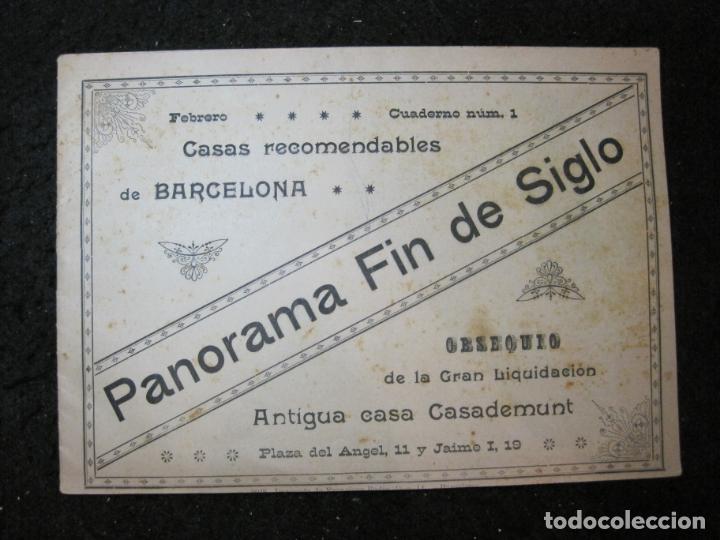 Febrero * * * * Cuaderno núm. 1
Casas recomendables
de BARCELONA * *
Panorama Fin de Siglo
OBSEQUIO
de la Gran Liquidación
Antigua casa Casademunt
Plaza del Angel, 11 y Jaime I, 19
todocoleccion.net